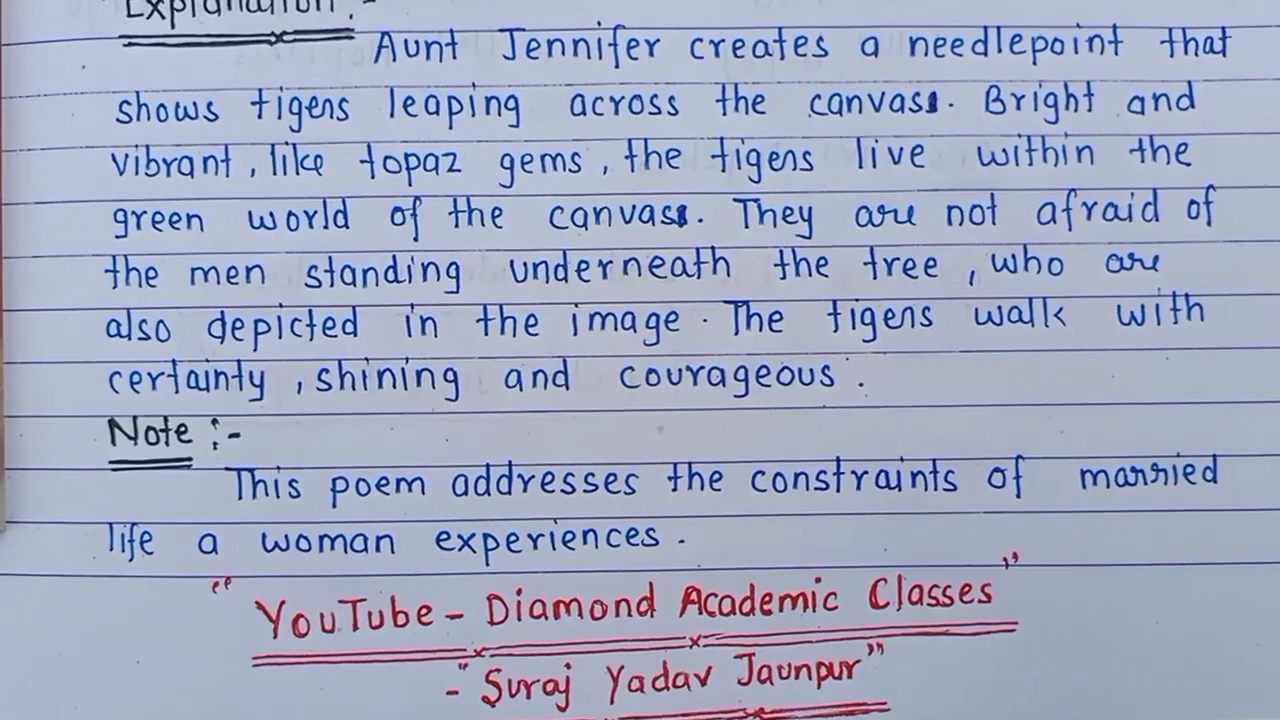 Explanation :-
Aunt Jennifer creates a needlepoint that
shows tigers leaping across the canvass. Bright and
vibrant, like topaz gems, the tigers live within the
green world of the canvass. They are not afraid of
the men standing underneath the tree, who are
also depicted in the image. The tigers walk with
certainty, shining and courageous.
Note :-
This poem addresses the constraints of married
life a woman experiences.
"YouTube - Diamond Academic Classes"
- "Suraj Yadav Jaunpur"